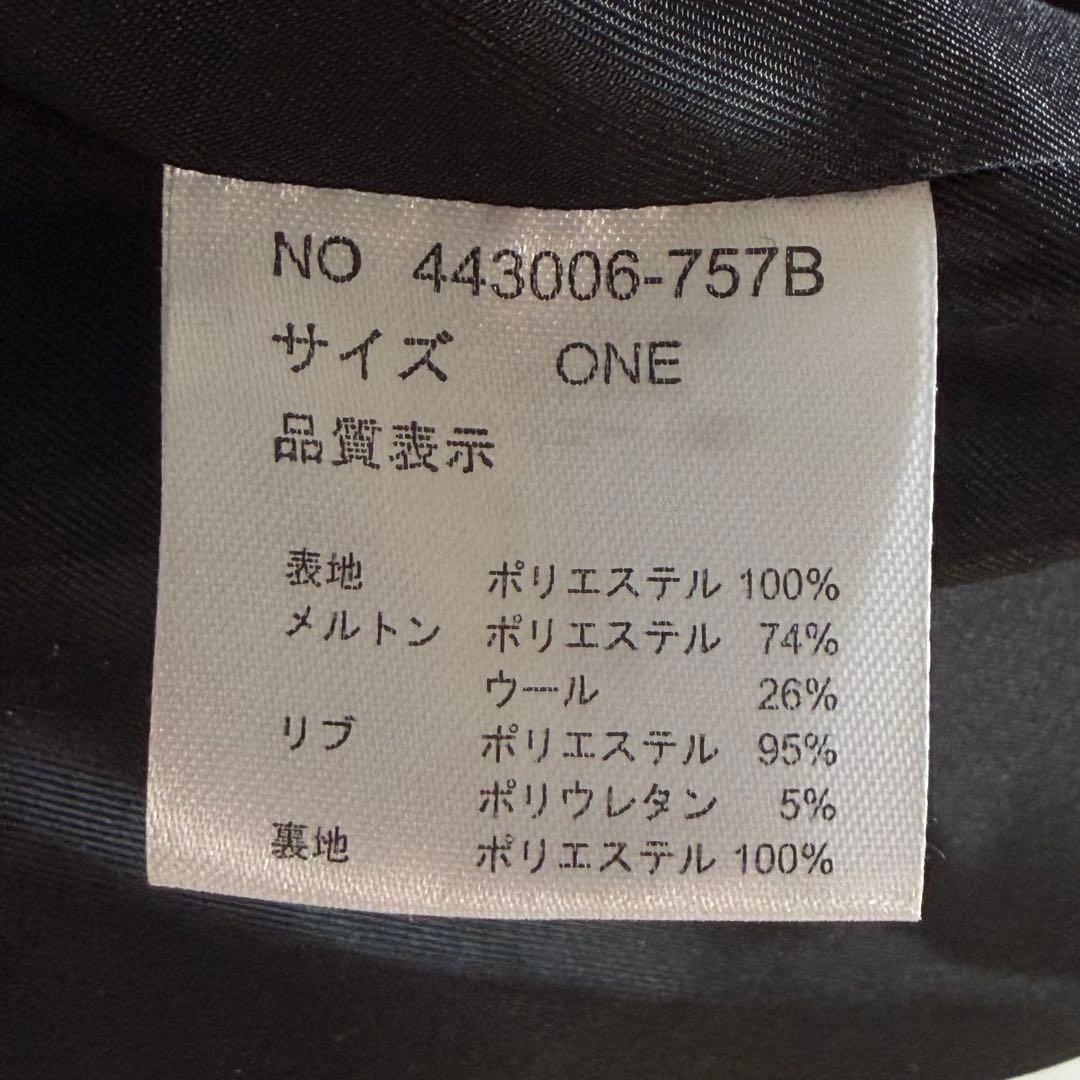 NO 443006-757B
サイズ ONE
品質表示
表地 ポリエステル 100%
メルトン ポリエステル 74%
ウール 26%
リブ ポリエステル 95%
ポリウレタン 5%
裏地 ポリエステル 100%